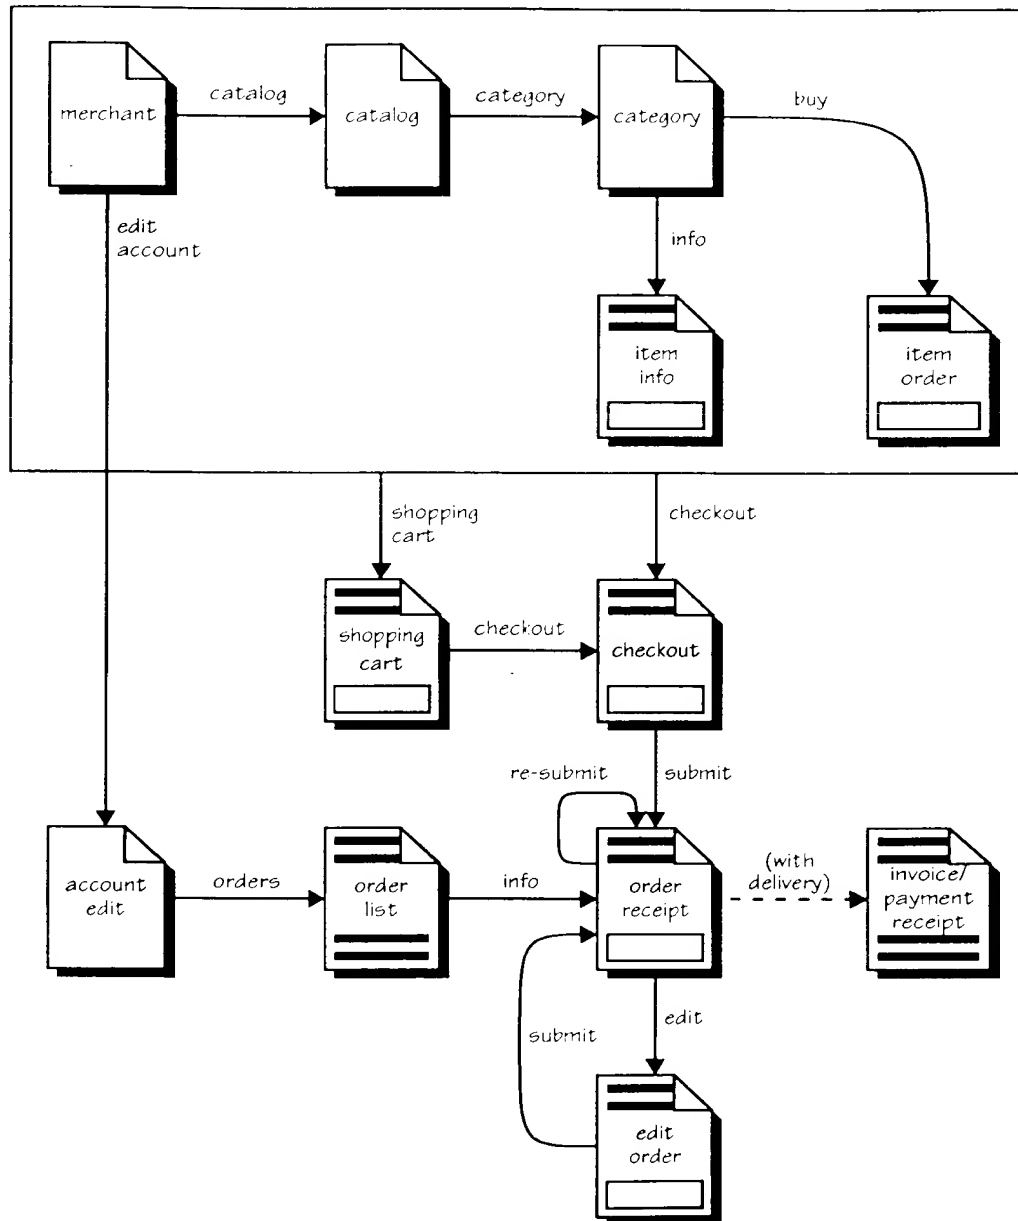 merchant
catalog
catalog
category
category
buy
edit
account
info
item
info
item
order
shopping
cart
checkout
shopping
cart
checkout
checkout
re-submit
submit
account
edit
orders
order
list
info
order
receipt
(with
delivery)
invoice/
payment
receipt
submit
edit
edit
order